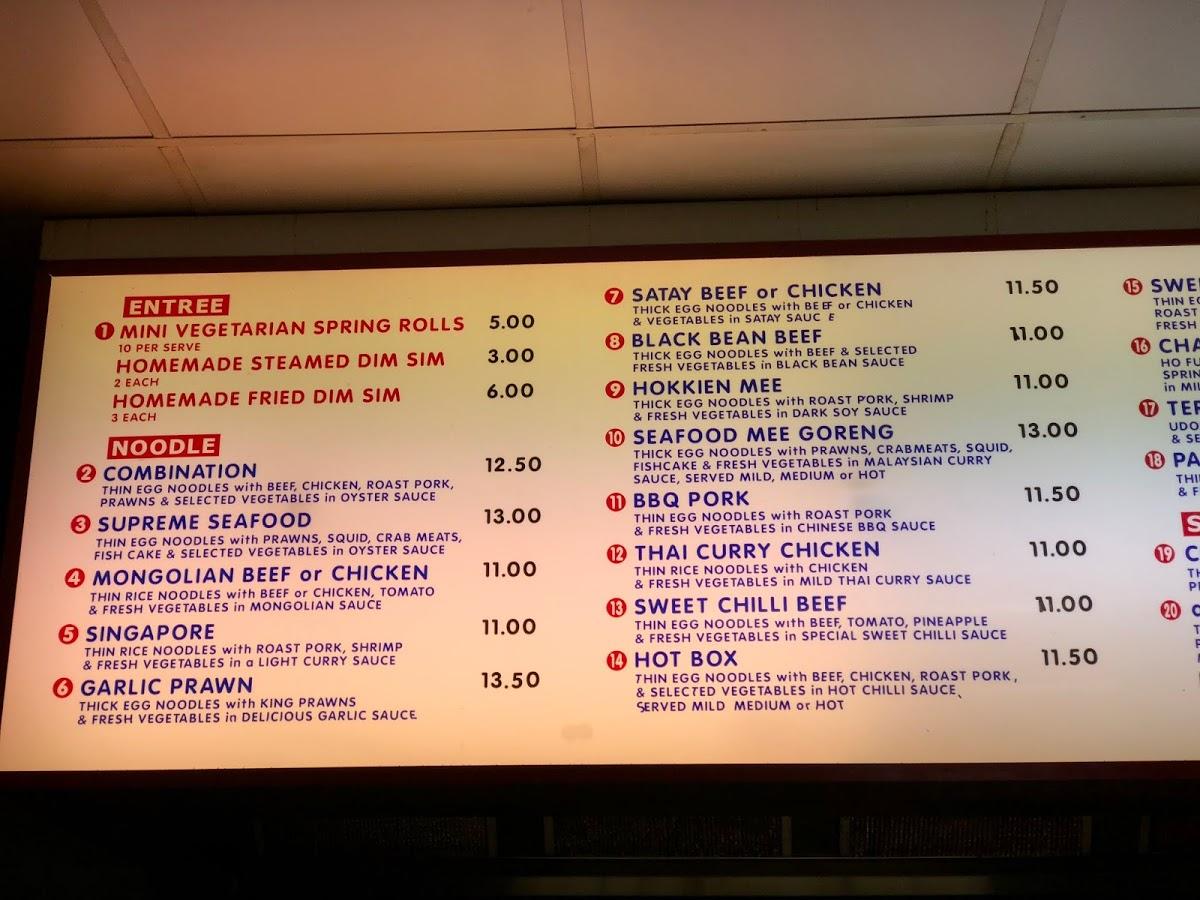 ENTREE
1 MINI VEGETARIAN SPRING ROLLS 5.00
10 PER SERVE
HOMEMADE STEAMED DIM SIM 3.00
2 EACH
HOMEMADE FRIED DIM SIM 6.00
3 EACH
NOODLE
2 COMBINATION 12.50
THIN EGG NOODLES with BEEF, CHICKEN, ROAST PORK,
PRAWNS & SELECTED VEGETABLES in OYSTER SAUCE
3 SUPREME SEAFOOD 13.00
THIN EGG NOODLES with PRAWNS, SQUID, CRAB MEATS,
FISH CAKE & SELECTED VEGETABLES in OYSTER SAUCE
4 MONGOLIAN BEEF or CHICKEN 11.00
THIN RICE NOODLES with BEEF or CHICKEN, TOMATO
& FRESH VEGETABLES in MONGOLIAN SAUCE
5 SINGAPORE 11.00
THIN RICE NOODLES with ROAST PORK, SHRIMP
& FRESH VEGETABLES in a LIGHT CURRY SAUCE
6 GARLIC PRAWN 13.50
THICK EGG NOODLES with KING PRAWNS
& FRESH VEGETABLES in DELICIOUS GARLIC SAUCE
7 SATAY BEEF or CHICKEN 11.50
THICK EGG NOODLES with BEEF or CHICKEN
& VEGETABLES in SATAY SAUC E
8 BLACK BEAN BEEF 11.00
THICK EGG NOODLES with BEEF & SELECTED
FRESH VEGETABLES in BLACK BEAN SAUCE
9 HOKKIEN MEE 11.00
THICK EGG NOODLES with ROAST PORK, SHRIMP
& FRESH VEGETABLES in DARK SOY SAUCE
10 SEAFOOD MEE GORENG 13.00
THICK EGG NOODLES with PRAWNS, CRABMEATS, SQUID,
FISHCAKE & FRESH VEGETABLES in MALAYSIAN CURRY
SAUCE, SERVED MILD, MEDIUM or HOT
11 BBQ PORK 11.50
THIN EGG NOODLES with ROAST PORK
& FRESH VEGETABLES in CHINESE BBQ SAUCE
12 THAI CURRY CHICKEN 11.00
THIN RICE NOODLES with CHICKEN
& FRESH VEGETABLES in MILD THAI CURRY SAUCE
13 SWEET CHILLI BEEF 11.00
THIN EGG NOODLES with BEEF, TOMATO, PINEAPPLE
& FRESH VEGETABLES in SPECIAL SWEET CHILLI SAUCE
14 HOT BOX 11.50
THIN EGG NOODLES with BEEF, CHICKEN, ROAST PORK,
& SELECTED VEGETABLES in HOT CHILLI SAUCE,
SERVED MILD MEDIUM or HOT
15
THIN
ROAST
FRESH
16
HO
in
17
& 
18
& 
19
20